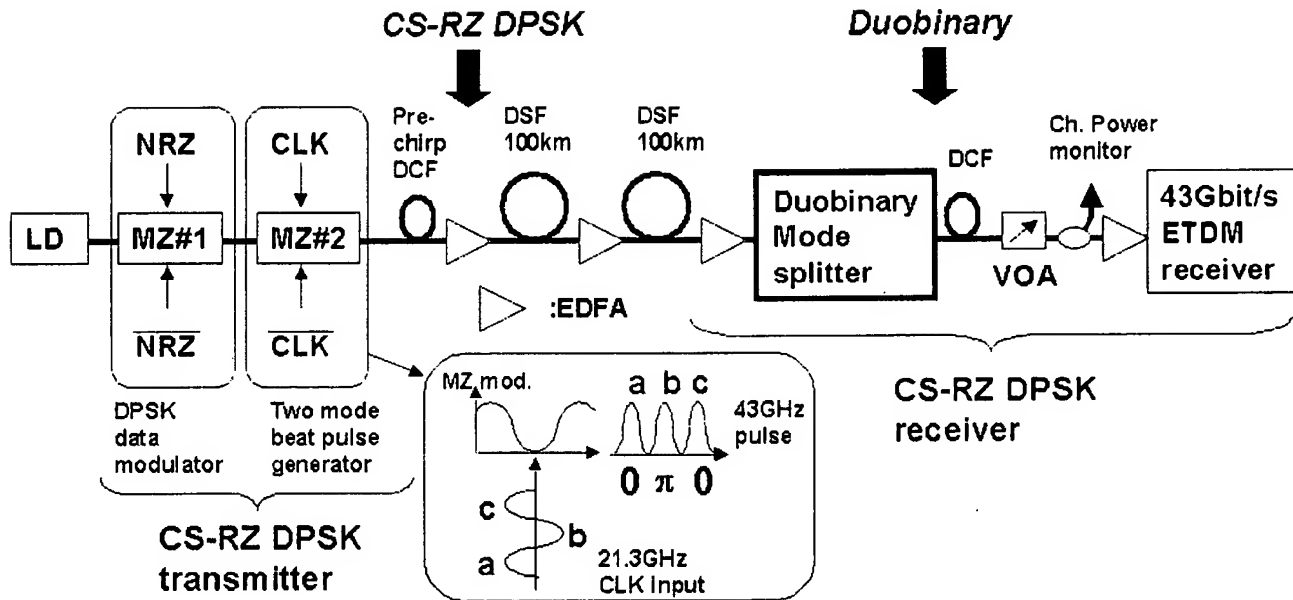 CS-RZ DPSK
Duobinary
Pre-
chirp
DCF
DSF
100km
DSF
100km
DCF
Ch. Power
monitor
NRZ
CLK
LD
MZ#1
MZ#2
Duobinary
Mode
splitter
VOA
43Gbit/s
ETDM
receiver
NRZ
CLK
:EDFA
DPSK
data
modulator
Two mode
beat pulse
generator
CS-RZ DPSK
transmitter
MZ mod.
a b c
43GHz
pulse
0 π 0
c
b
a
21.3GHz
CLK input
CS-RZ DPSK
receiver